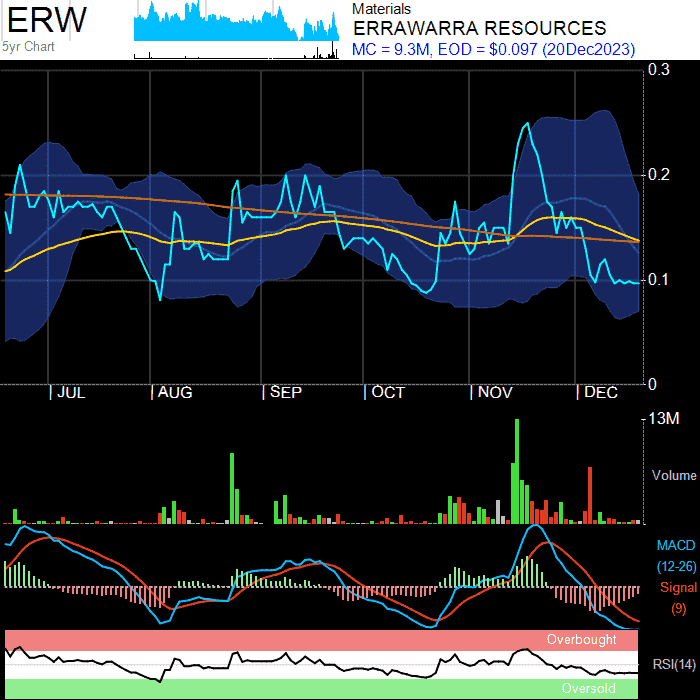 ERW
5yr Chart
Materials
ERRAWARRA RESOURCES
MC = 9.3M, EOD = $0.097 (20Dec2023)
0.3
0.2
0.1
0
| JUL | AUG | SEP | OCT | NOV | DEC
13M
Volume
MACD
(12-26)
Signal
(9)
Overbought
RSI(14)
Oversold